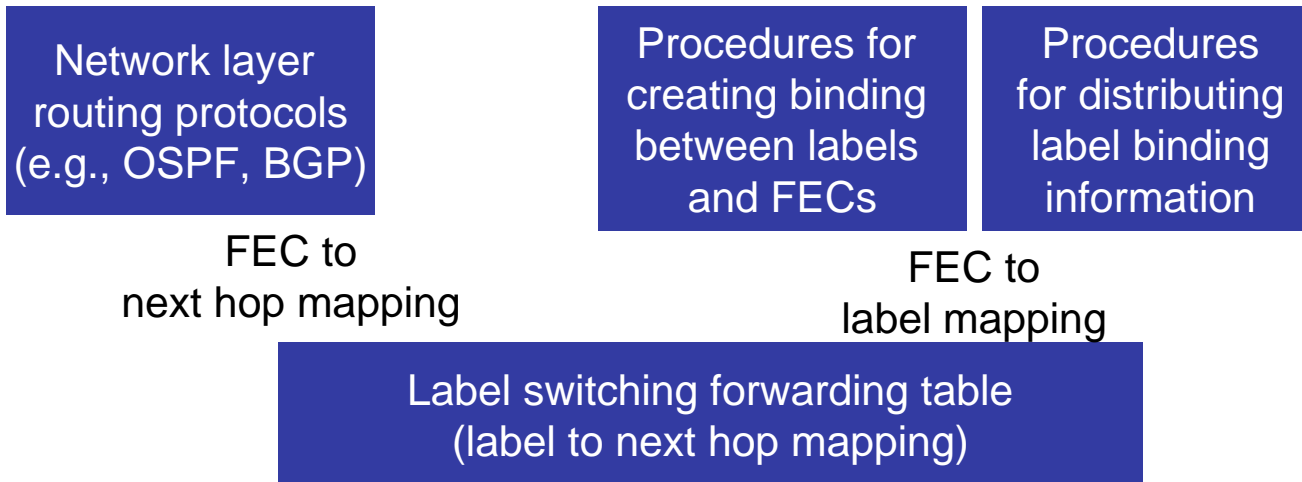 Network layer
routing protocols
(e.g., OSPF, BGP)
Procedures for
creating binding
between labels
and FECs
Procedures
for distributing
label binding
information
FEC to
next hop mapping
FEC to
label mapping
Label switching forwarding table
(label to next hop mapping)